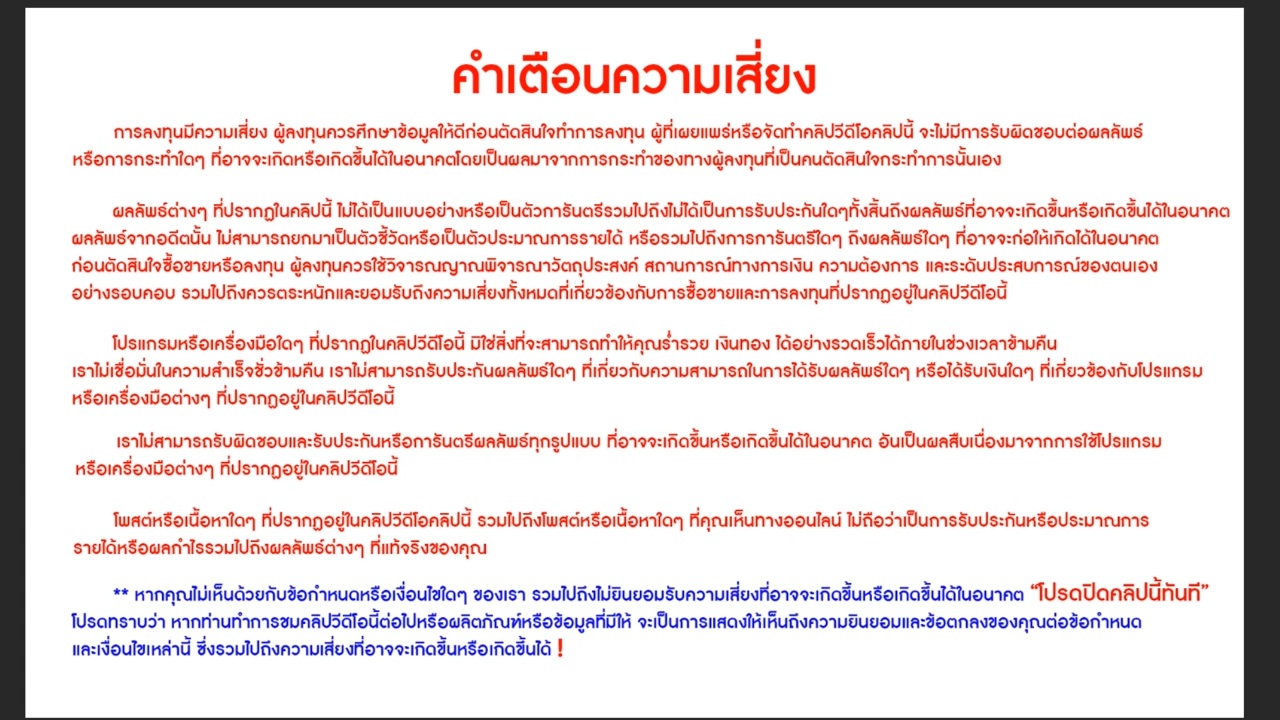 คำเตือนความเสี่ยง
การลงทุนมีความเสี่ยง ผู้ลงทุนควรศึกษาข้อมูลให้ดีก่อนตัดสินใจทำการลงทุน ผู้ที่เผยแพร่หรือจัดทำคลิปวีดีโอคลิปนี้ จะไม่มีการรับผิดชอบต่อผลลัพธ์
หรือการกระทำใดๆ ที่อาจจะเกิดหรือเกิดขึ้นได้ในอนาคตโดยเป็นผลมาจากการกระทำของทางผู้ลงทุนที่เป็นคนตัดสินใจกระทำการนั้นเอง
ผลลัพธ์ต่างๆ ที่ปรากฏในคลิปนี้ ไม่ได้เป็นแบบอย่างหรือเป็นตัวการันตรีรวมไปถึงไม่ได้เป็นการรับประกันใดๆทั้งสิ้นถึงผลลัพธ์ที่อาจจะเกิดขึ้นหรือเกิดขึ้นได้ในอนาคต
ผลลัพธ์จากอดีตนั้น ไม่สามารถยกมาเป็นตัวชี้วัดหรือเป็นตัวประมาณการรายได้ หรือรวมไปถึงการการันตรีใดๆ ถึงผลลัพธ์ใดๆ ที่อาจจะก่อให้เกิดได้ในอนาคต
ก่อนตัดสินใจซื้อขายหรือลงทุน ผู้ลงทุนควรใช้วิจารณญาณพิจารณาวัตถุประสงค์ สถานการณ์ทางการเงิน ความต้องการ และระดับประสบการณ์ของตนเอง
อย่างรอบคอบ รวมไปถึงควรตระหนักและยอมรับถึงความเสี่ยงทั้งหมดที่เกี่ยวข้องกับการซื้อขายและการลงทุนที่ปรากฏอยู่ในคลิปวีดีโอนี้
โปรแกรมหรือเครื่องมือใดๆ ที่ปรากฏในคลิปวีดีโอนี้ มิใช่สิ่งที่จะสามารถทำให้คุณร่ำรวย เงินทอง ได้อย่างรวดเร็วได้ภายในช่วงเวลาข้ามคืน
เราไม่เชื่อมั่นในความสำเร็จชั่วข้ามคืน เราไม่สามารถรับประกันผลลัพธ์ใดๆ ที่เกี่ยวกับความสามารถในการได้รับผลลัพธ์ใดๆ หรือได้รับเงินใดๆ ที่เกี่ยวข้องกับโปรแกรม
หรือเครื่องมือต่างๆ ที่ปรากฏอยู่ในคลิปวีดีโอนี้
เราไม่สามารถรับผิดชอบและรับประกันหรือการันตรีผลลัพธ์ทุกรูปแบบ ที่อาจจะเกิดขึ้นหรือเกิดขึ้นได้ในอนาคต อันเป็นผลสืบเนื่องมาจากการใช้โปรแกรม
หรือเครื่องมือต่างๆ ที่ปรากฏอยู่ในคลิปวีดีโอนี้
โพสต์หรือเนื้อหาใดๆ ที่ปรากฏอยู่ในคลิปวีดีโอคลิปนี้ รวมไปถึงโพสต์หรือเนื้อหาใดๆ ที่คุณเห็นทางออนไลน์ ไม่ถือว่าเป็นการรับประกันหรือประมาณการ
รายได้หรือผลกำไรรวมไปถึงผลลัพธ์ต่างๆ ที่แท้จริงของคุณ
** หากคุณไม่เห็นด้วยกับข้อกำหนดหรือเงื่อนไขใดๆ ของเรา รวมไปถึงไม่ยินยอมรับความเสี่ยงที่อาจจะเกิดขึ้นหรือเกิดขึ้นได้ในอนาคต “โปรดปิดคลิปนี้ทันที”
โปรดทราบว่า หากท่านทำการชมคลิปวีดีโอนี้ต่อไปหรือผลิตภัณฑ์หรือข้อมูลที่มีให้ จะเป็นการแสดงให้เห็นถึงความยินยอมและข้อตกลงของคุณต่อข้อกำหนด
และเงื่อนไขเหล่านี้ ซึ่งรวมไปถึงความเสี่ยงที่อาจจะเกิดขึ้นหรือเกิดขึ้นได้ !